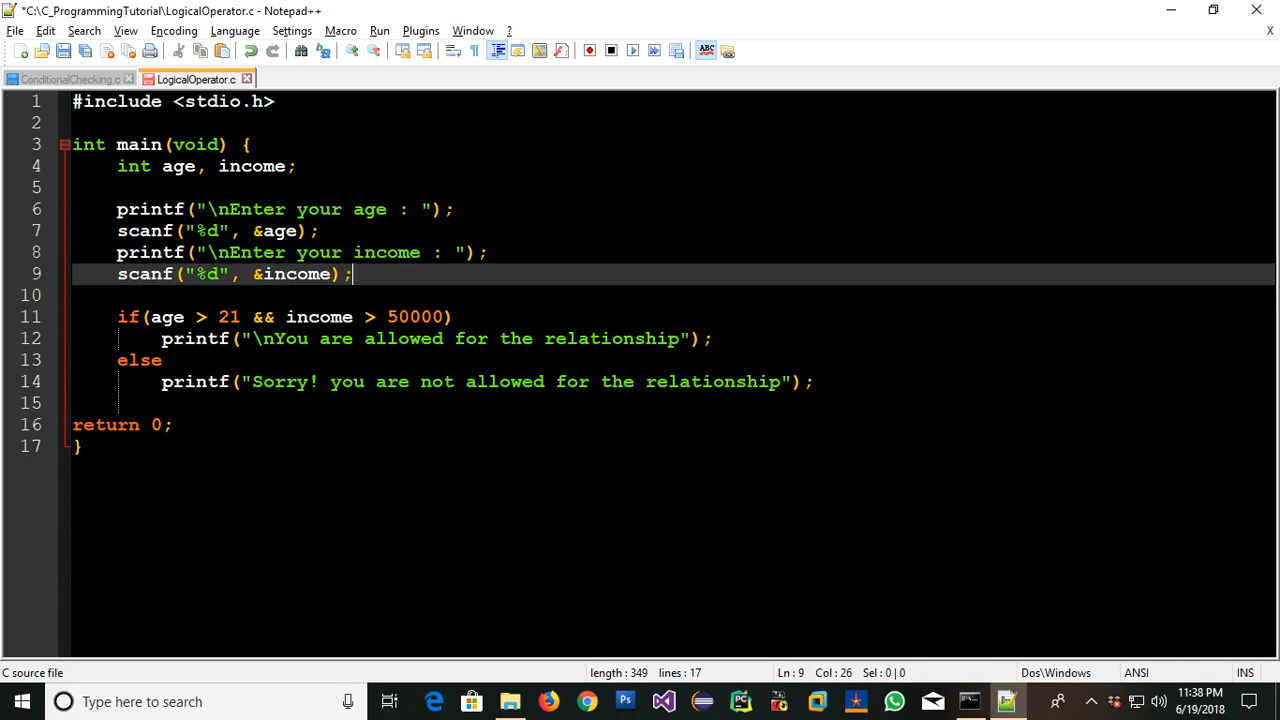 *C:\C_ProgrammingTutorial\LogicalOperator.c - Notepad++
File Edit Search View Encoding Language Settings Macro Run Plugins Window ? X
ConditionalChecking.c LogicalOperator.c
1 #include <stdio.h>
2
3 int main(void) {
4 int age, income;
5
6 printf("\nEnter your age : ");
7 scanf("%d", &age);
8 printf("\nEnter your income : ");
9 scanf("%d", &income);
10
11 if(age > 21 && income > 50000)
12 printf("\nYou are allowed for the relationship");
13 else
14 printf("Sorry! you are not allowed for the relationship");
15
16 return 0;
17 }
C source file length : 349 lines : 17 Ln : 9 Col : 26 Sel : 0 | 0 Dos\Windows ANSI INS
Type here to search
11:38 PM
6/19/2018